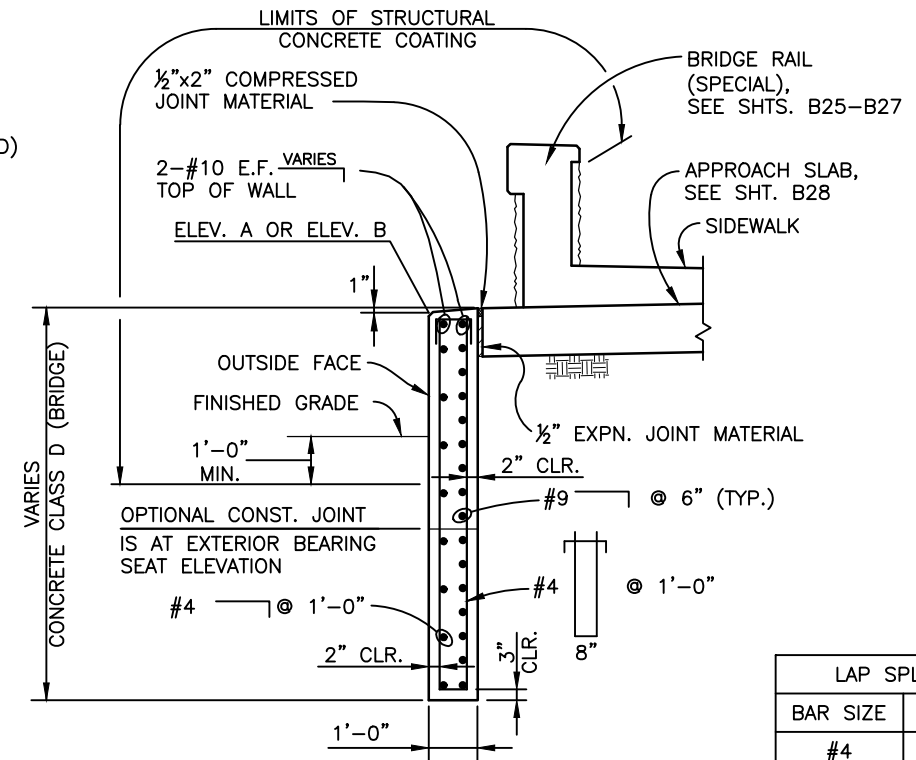 LIMITS OF STRUCTURAL
CONCRETE COATING
½"x2" COMPRESSED
JOINT MATERIAL
BRIDGE RAIL
(SPECIAL),
SEE SHTS. B25-B27
D)
2-#10 E.F. VARIES
TOP OF WALL
APPROACH SLAB,
SEE SHT. B28
SIDEWALK
ELEV. A OR ELEV. B
1"
OUTSIDE FACE
FINISHED GRADE
½" EXPN. JOINT MATERIAL
1'-0"
MIN.
2" CLR.
#9 @ 6" (TYP.)
VARIES
CONCRETE CLASS D (BRIDGE)
OPTIONAL CONST. JOINT
IS AT EXTERIOR BEARING
SEAT ELEVATION
#4 @ 1'-0"
#4 @ 1'-0"
8"
2" CLR.
3"
CLR.
1'-0"
LAP SPL
BAR SIZE
#4